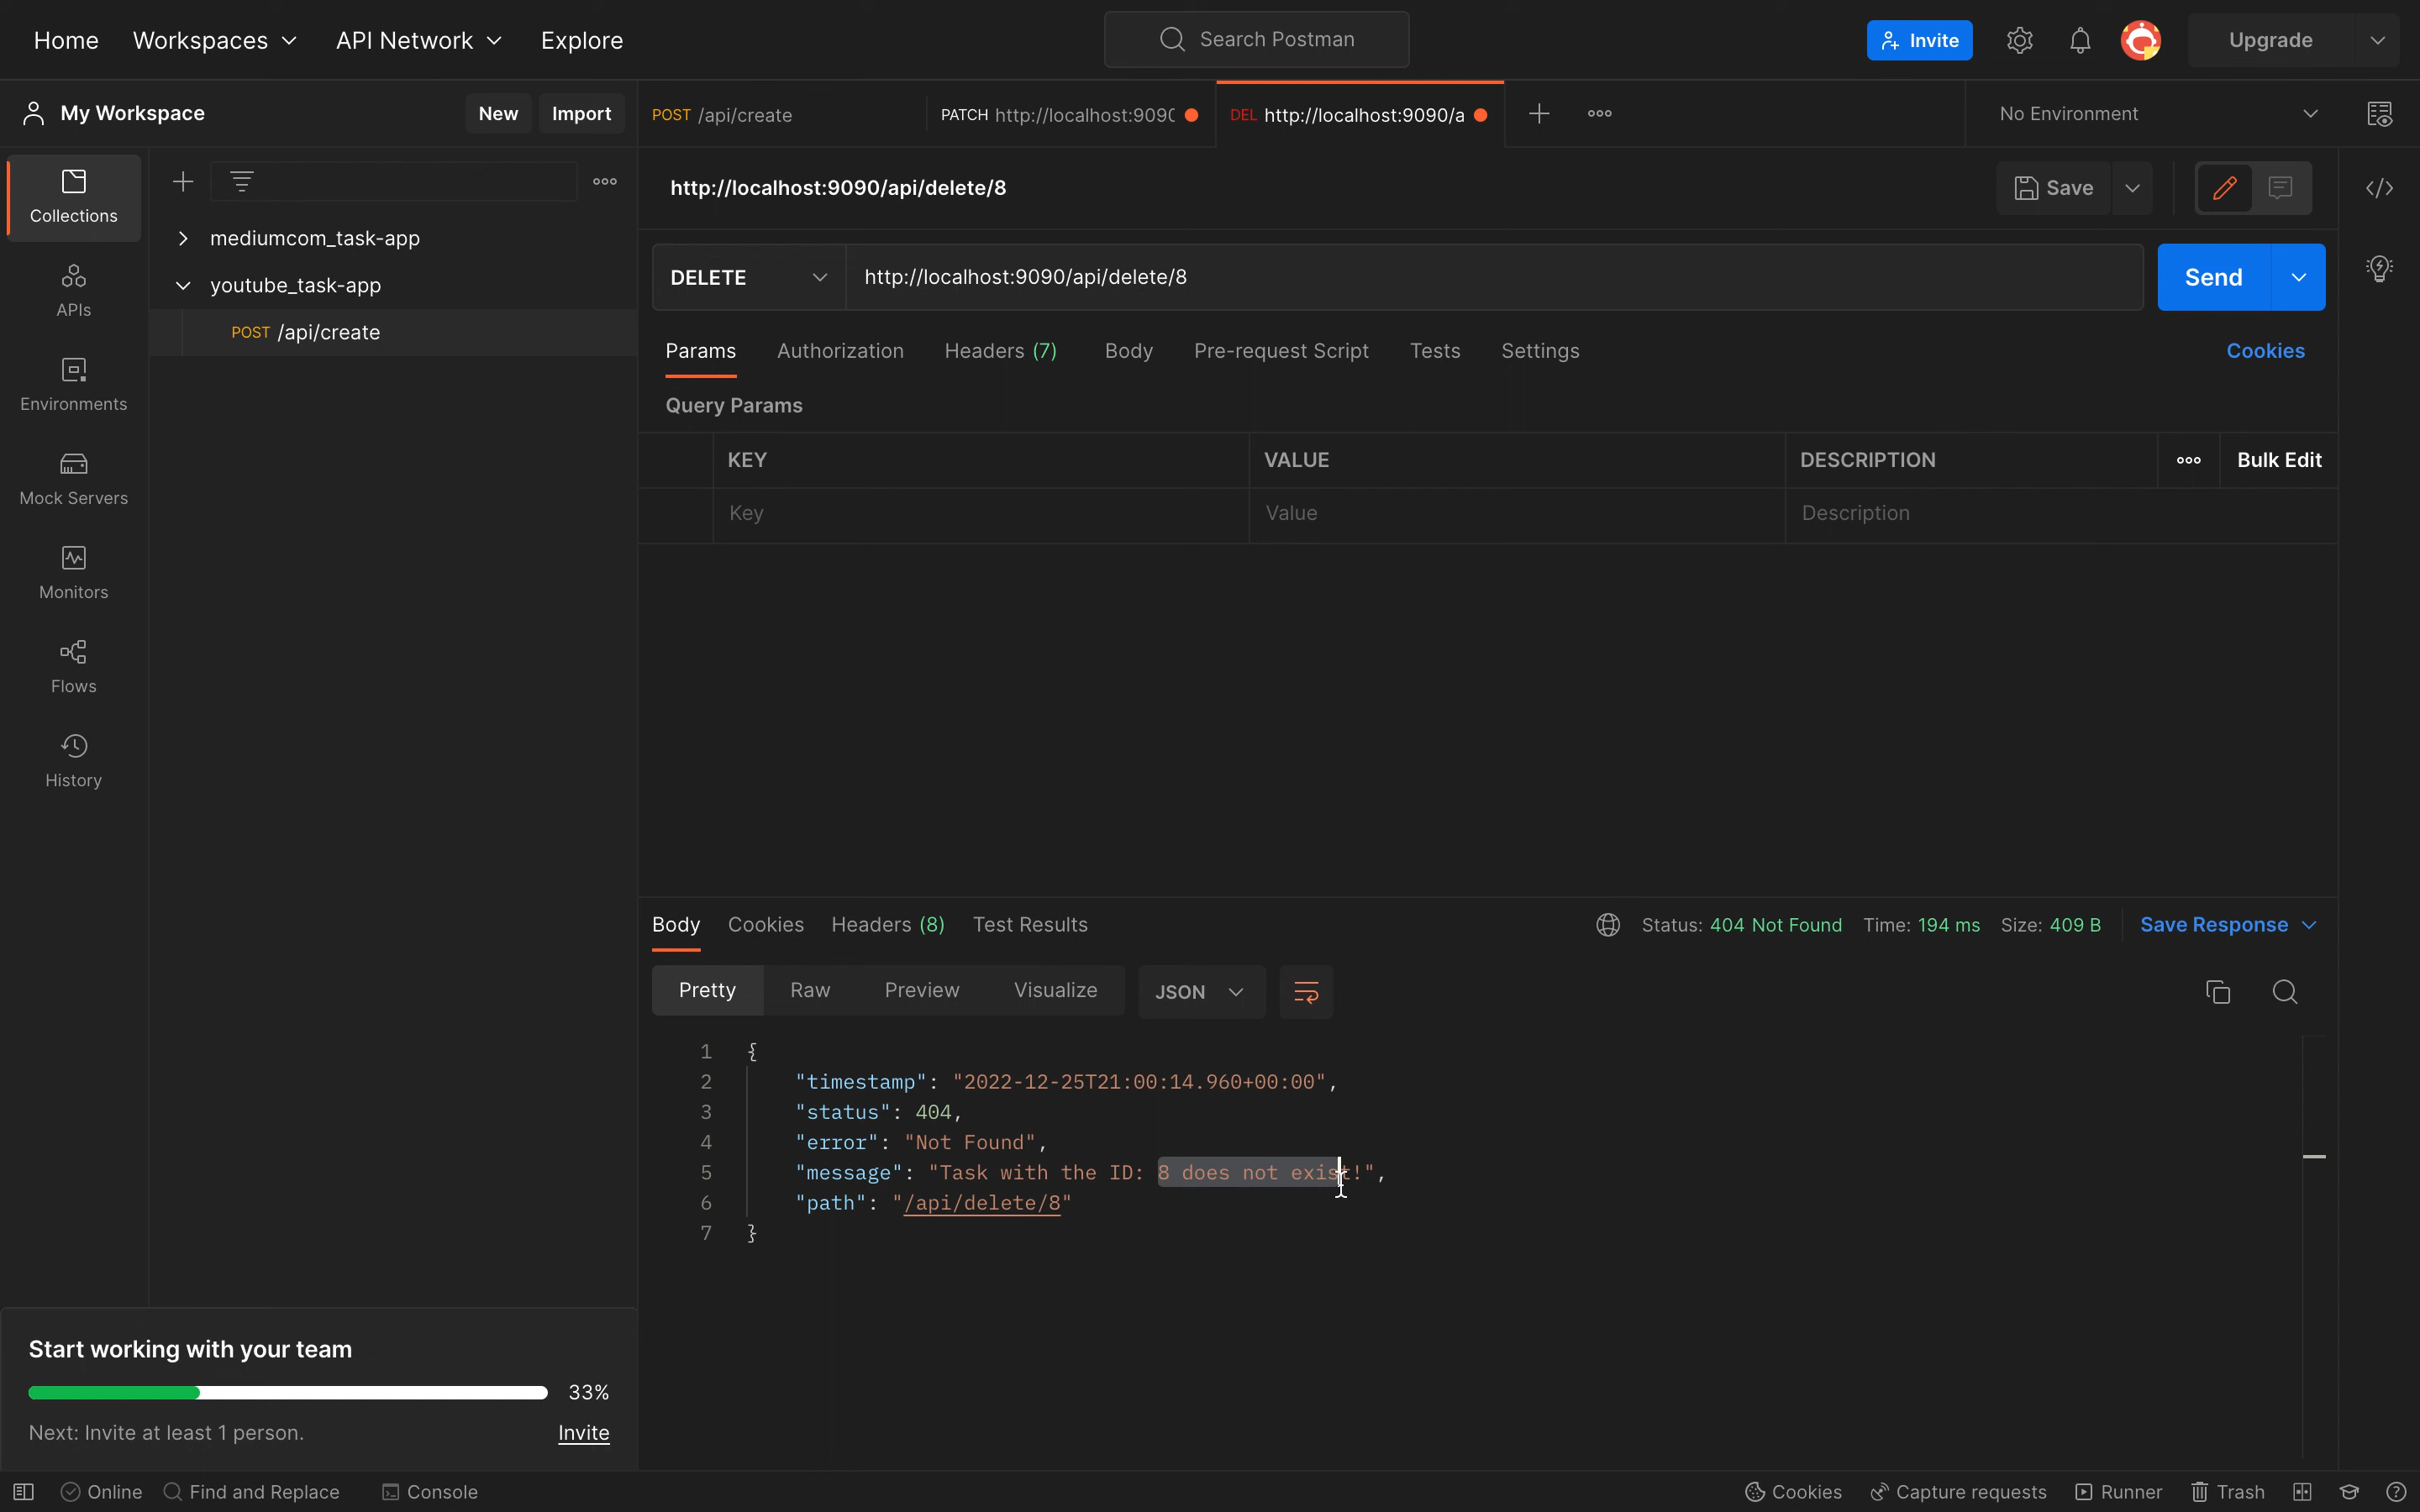 Home Workspaces API Network Explore Search Postman Invite Upgrade
My Workspace New Import
POST /api/create PATCH http://localhost:909 DEL http://localhost:9090/a No Environment
Collections
APIs
Environments
Mock Servers
Monitors
Flows
History
mediumcom_task-app
youtube_task-app
POST /api/create
http://localhost:9090/api/delete/8 Save
DELETE http://localhost:9090/api/delete/8 Send
Params Authorization Headers (7) Body Pre-request Script Tests Settings Cookies
Query Params
KEY VALUE DESCRIPTION Bulk Edit
Key Value Description
Body Cookies Headers (8) Test Results Status: 404 Not Found Time: 194 ms Size: 409 B Save Response
Pretty Raw Preview Visualize JSON
1 {
2 "timestamp": "2022-12-25T21:00:14.960+00:00",
3 "status": 404,
4 "error": "Not Found",
5 "message": "Task with the ID: 8 does not exist!",
6 "path": "/api/delete/8"
7 }
Start working with your team
33%
Next: Invite at least 1 person. Invite
Online Find and Replace Console Cookies Capture requests Runner Trash